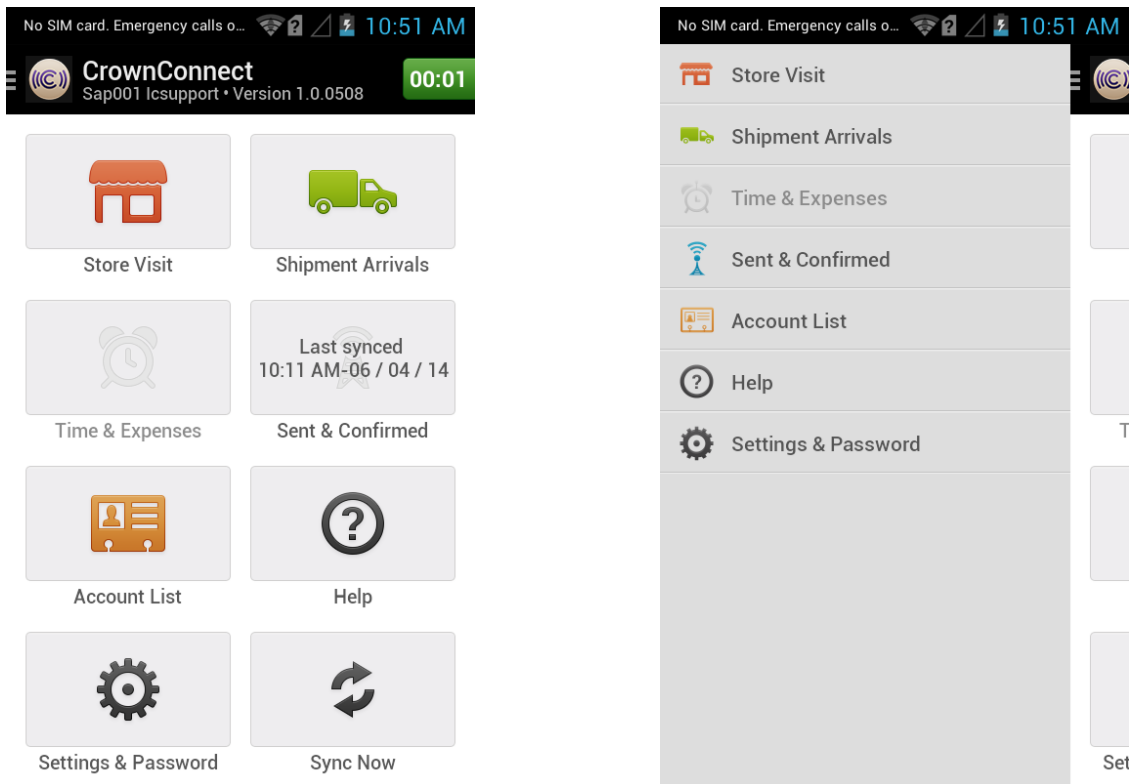 No SIM card. Emergency calls o... 10:51 AM
CrownConnect
Sap001 Icsupport • Version 1.0.0508
00:01
Store Visit
Shipment Arrivals
Last synced
10:11 AM-06 / 04 / 14
Time & Expenses
Sent & Confirmed
Account List
Help
Settings & Password
Sync Now
No SIM card. Emergency calls o... 10:51 AM
Store Visit
Shipment Arrivals
Time & Expenses
Sent & Confirmed
Account List
Help
Settings & Password
T
Set